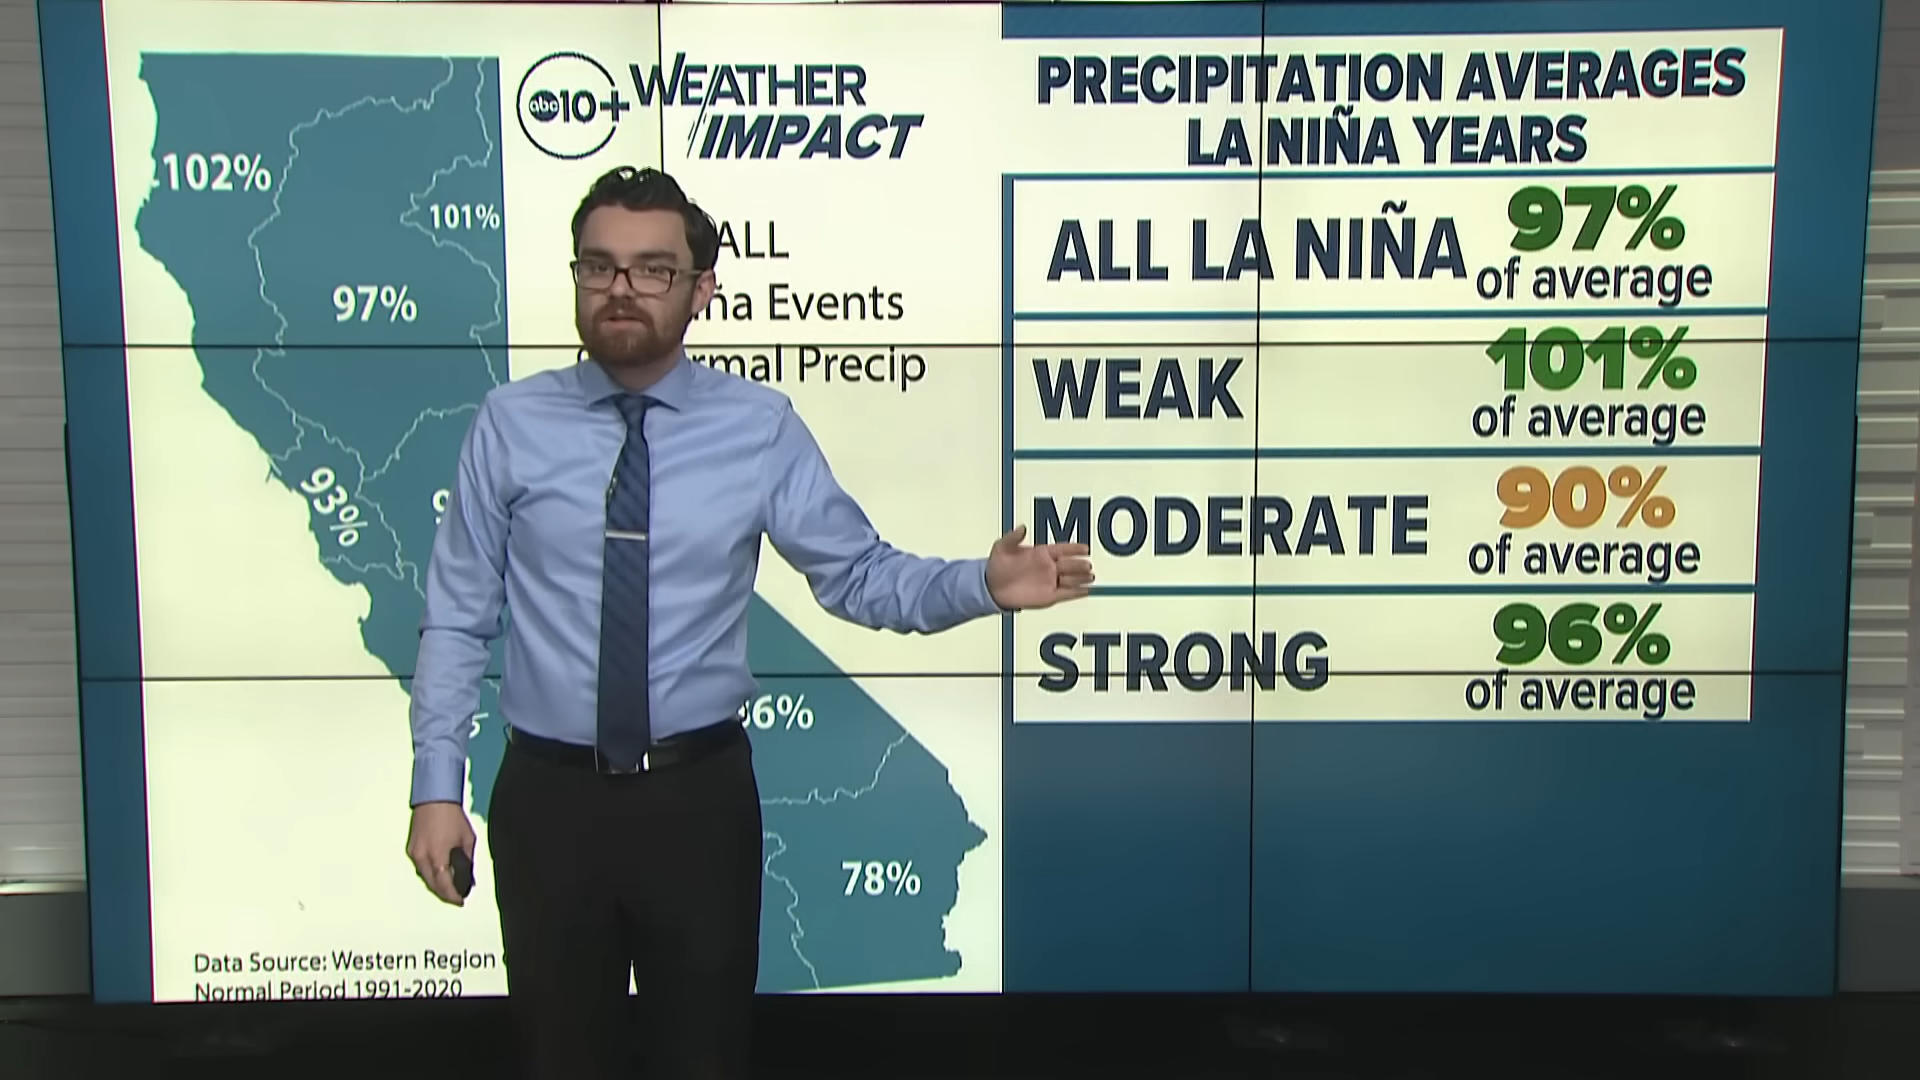 102%
101%
97%
93%
78%
abc10+
WEATHER
IMPACT
ALL
Events
Precip
Data Source: Western Region
Normal Period 1991-2020
PRECIPITATION AVERAGES
LA NIÑA YEARS
ALL LA NIÑA 97%
of average
WEAK 101%
of average
MODERATE 90%
of average
STRONG 96%
of average